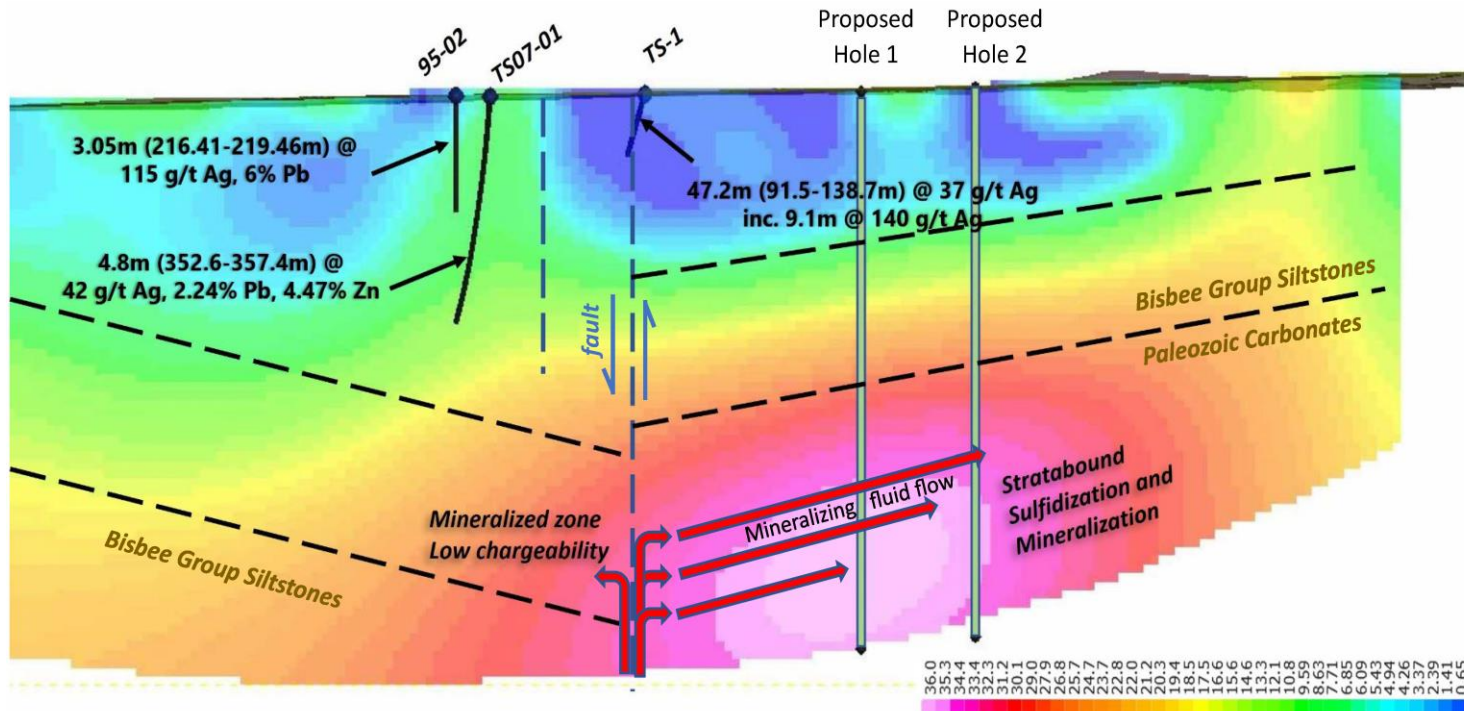 95-02
TS07-01
TS-1
Proposed
Hole 1
Proposed
Hole 2
3.05m (216.41-219.46m) @
115 g/t Ag, 6% Pb
47.2m (91.5-138.7m) @ 37 g/t Ag
inc. 9.1m @ 140 g/t Ag
4.8m (352.6-357.4m) @
42 g/t Ag, 2.24% Pb, 4.47% Zn
fault
Bisbee Group Siltstones
Paleozoic Carbonates
Mineralized zone
Low chargeability
Mineralizing fluid flow
Stratabound
Sulfidization and
Mineralization
Bisbee Group Siltstones
36.0
35.3
34.4
33.4
32.3
31.2
30.1
29.0
27.9
26.8
25.7
24.7
23.7
22.8
22.0
21.2
20.3
19.4
18.5
17.5
16.6
15.6
14.6
13.3
12.1
10.8
9.59
8.63
7.71
6.85
6.09
5.43
4.94
4.26
3.37
2.39
1.41
0.65